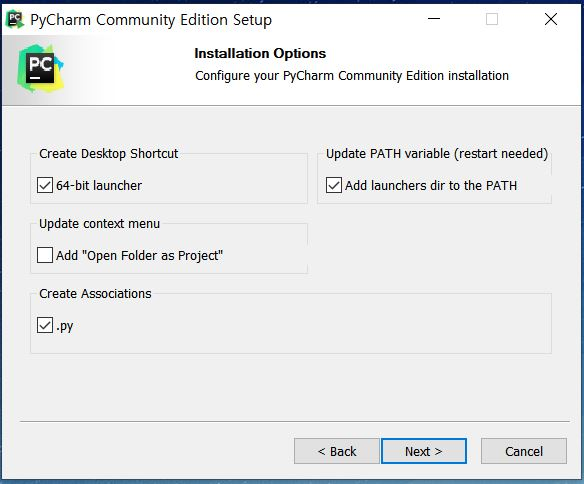 PyCharm Community Edition Setup
PC
Installation Options
Configure your PyCharm Community Edition installation
Create Desktop Shortcut
64-bit launcher
Update PATH variable (restart needed)
Add launchers dir to the PATH
Update context menu
Add "Open Folder as Project"
Create Associations
.py
< Back
Next >
Cancel